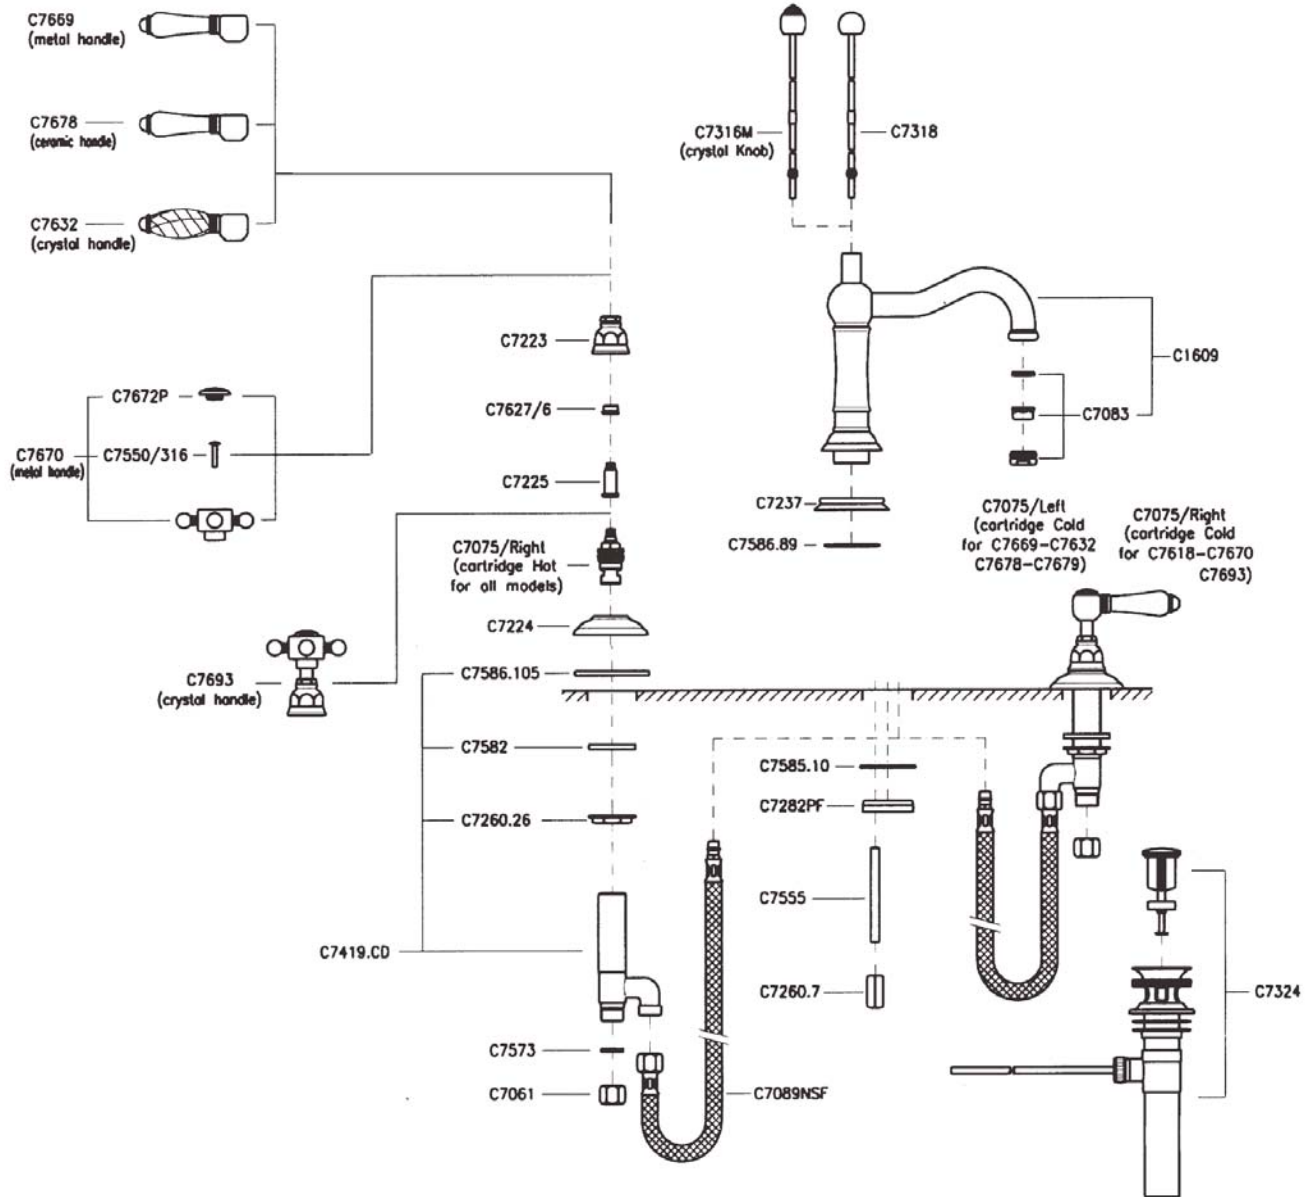 C7669
(metal handle)
C7678
(ceramic handle)
C7632
(crystal handle)
C7316M
(crystal Knob)
C7318
C7223
C1609
C7672P
C7627/6
C7083
C7670
(metal handle)
C7550/316
C7225
C7237
C7586.89
C7075/Left
(cartridge Cold
for C7669-C7632
C7678-C7679)
C7075/Right
(cartridge Cold
for C7618-C7670
C7693)
C7075/Right
(cartridge Hot
for all models)
C7224
C7586.105
C7693
(crystal handle)
C7582
C7585.10
C7282PF
C7260.26
C7555
C7419.CD
C7260.7
C7324
C7573
C7061
C7089NSF